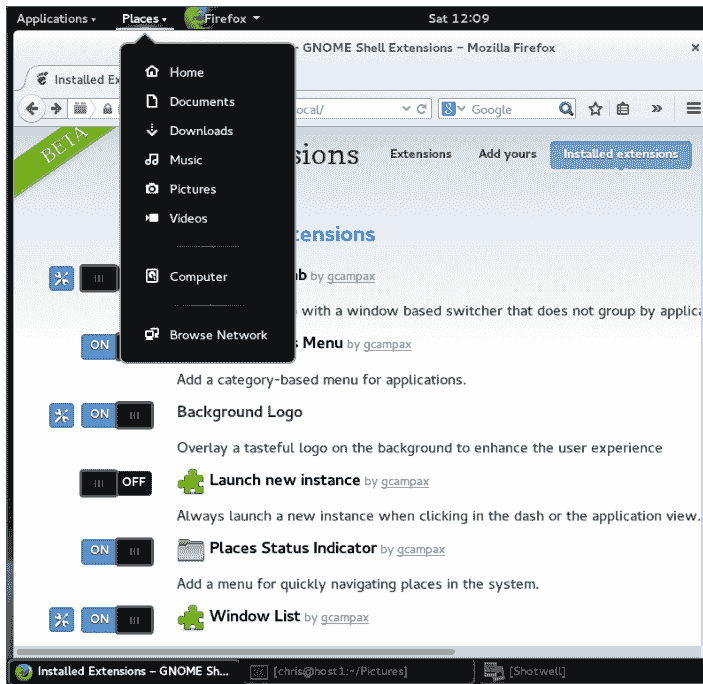 Applications
Places
Firefox
Sat 12:09
- GNOME Shell Extensions - Mozilla Firefox
Installed Ex
ocal/
Google
BETA
sions
Extensions
Add yours
Installed extensions
Home
Documents
Downloads
Music
Pictures
Videos
Computer
Browse Network
tensions
b by gcampax
with a window based switcher that does not group by applica
ON
s Menu by gcampax
Add a category-based menu for applications.
ON
Background Logo
Overlay a tasteful logo on the background to enhance the user experience
OFF
Launch new instance by gcampax
Always launch a new instance when clicking in the dash or the application view.
ON
Places Status Indicator by gcampax
Add a menu for quickly navigating places in the system.
ON
Window List by gcampax
Installed Extensions - GNOME Sh...
[chris@host1:~/Pictures]
[Shotwell]